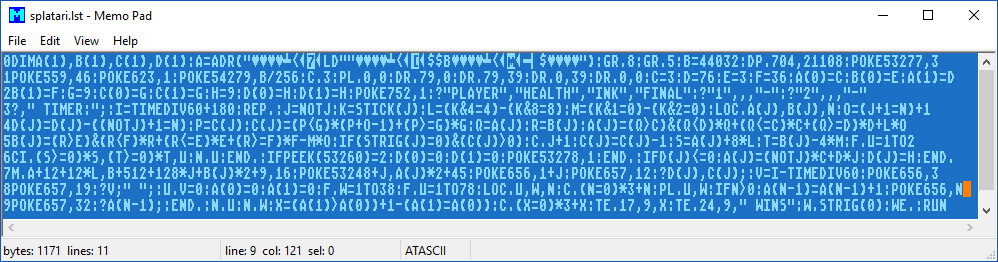 splatari.lst - Memo Pad
File Edit View Help
0DIMA(1),B(1),C(1),D(1):A=ADR("♥♥♥♥┴⟨⟨7⟨LD""♥♥♥♥┴⟨⟨[⟨$$B♥♥♥♥┴⟨⟨M⟨━┥ $♥♥♥♥"):GR.8:GR.5:B=44032:DP.704,21108:POKE53277,3
1POKE559,46:POKE623,1:POKE54279,B/256:C.3:PL.0,0:DR.79,0:DR.79,39:DR.0,39:DR.0,0:C=3:D=76:E=3:F=36:A(0)=C:B(0)=E:A(1)=D
2B(1)=F:G=9:C(0)=G:C(1)=G:H=9:D(0)=H:D(1)=H:POKE752,1:?"PLAYER","HEALTH","INK","FINAL":?"1",,,"-":?"2",,,"-"
3?," TIMER:";:I=TIMEDIV60+180:REP.:J=NOTJ:K=STICK(J):L=(K&4=4)-(K&8=8):M=(K&1=0)-(K&2=0):LOC.A(J),B(J),N:O=(J+1=N)+1
4D(J)=D(J)-((NOTJ)+1=N):P=C(J):C(J)=(P<G)*(P+O-1)+(P>=G)*G:Q=A(J):R=B(J):A(J)=(Q>C)&(Q<D)*Q+(Q<=C)*C+(Q>=D)*D+L*O
5B(J)=(R>E)&(R<F)*R+(R<=E)*E+(R>=F)*F-M*O:IF(STRIG(J)=0)&(C(J)>0):C.J+1:C(J)=C(J)-1:S=A(J)+8*L:T=B(J)-4*M:F.U=1TO2
6CI.(S>=0)*S,(T>=0)*T,U:N.U:END.:IFPEEK(53260)=2:D(0)=0:D(1)=0:POKE53278,1:END.:IFD(J)<=0:A(J)=(NOTJ)*C+D*J:D(J)=H:END.
7M.A+12+12*L,B+512+128*J+B(J)*2+9,16:POKE53248+J,A(J)*2+45:POKE656,1+J:POKE657,12:?D(J),C(J);:V=I-TIMEDIV60:POKE656,3
8POKE657,19:?V;" ";:U.V=0:A(0)=0:A(1)=0:F.W=1TO38:F.U=1TO78:LOC.U,W,N:C.(N=0)*3+N:PL.U,W:IFN>0:A(N-1)=A(N-1)+1:POKE656,N
9POKE657,32:?A(N-1);:END.:N.U:N.W:X=(A(1)>A(0))+1-(A(1)=A(0)):C.(X=0)*3+X:TE.17,9,X:TE.24,9," WINS":W.STRIG(0):WE.:RUN
bytes: 1171 lines: 11 line: 9 col: 121 sel: 0 ATASCII